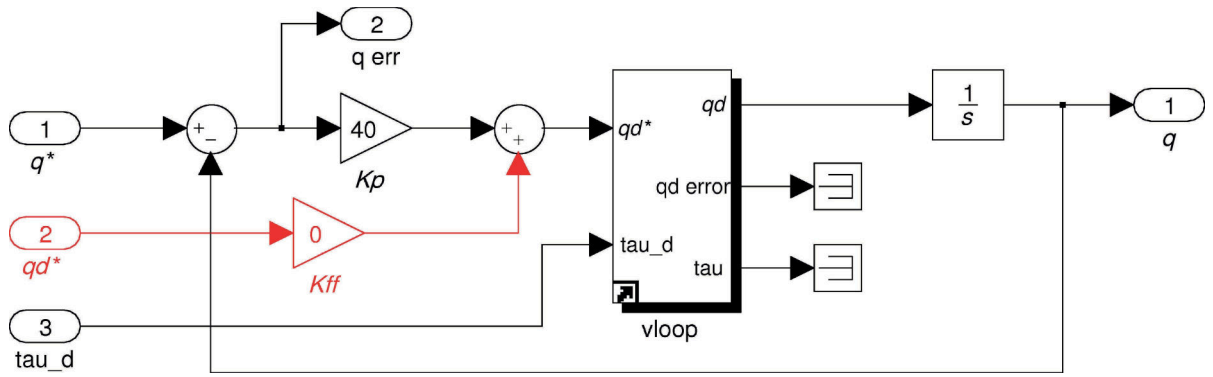 2
q err
1
q*
+
−
40
Kp
+
+
2
qd*
0
Kff
3
tau_d
qd*
tau_d
qd
qd error
tau
vloop
1
s
1
q